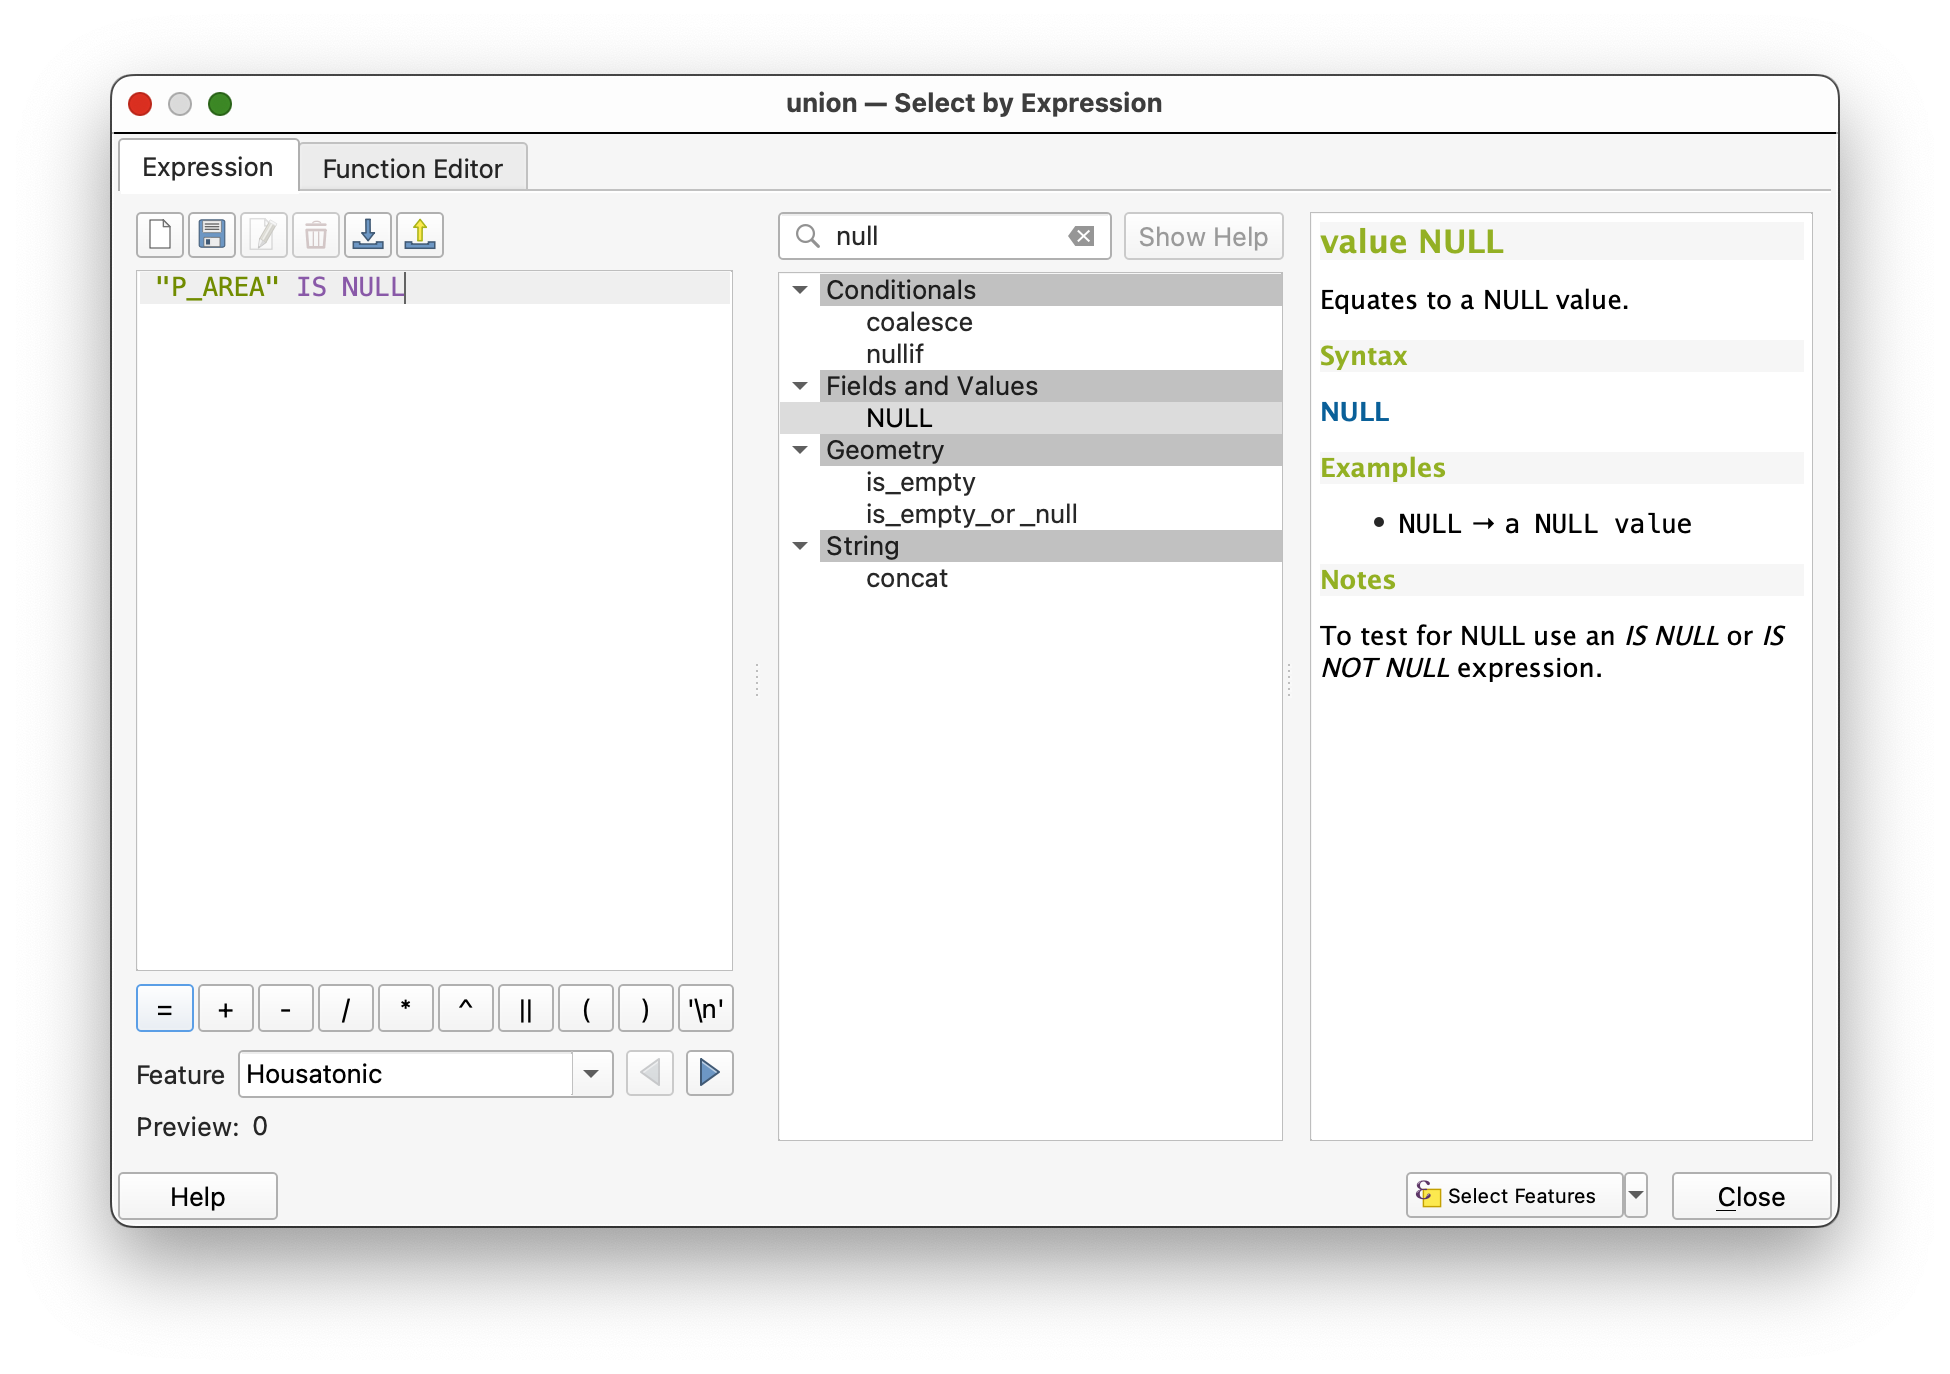 union — Select by Expression
Expression
Function Editor
"P_AREA" IS NULL
= + - / * ^ || ( ) '\n'
Feature Housatonic
Preview: 0
null
Show Help
Conditionals
coalesce
nullif
Fields and Values
NULL
Geometry
is_empty
is_empty_or_null
String
concat
value NULL
Equates to a NULL value.
Syntax
NULL
Examples
• NULL → a NULL value
Notes
To test for NULL use an IS NULL or IS
NOT NULL expression.
Help
ε Select Features
Close